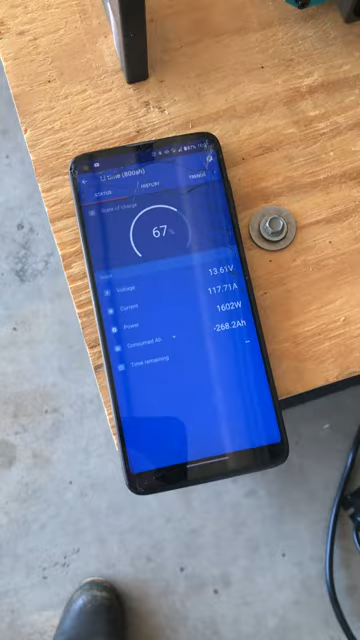 (800ah)
STATUS
HISTORY
TRENDS
State of Charge
67%
Voltage 13.61V
Current 117.71A
Power 1602W
Consumed Ah -268.2Ah
Time remaining --